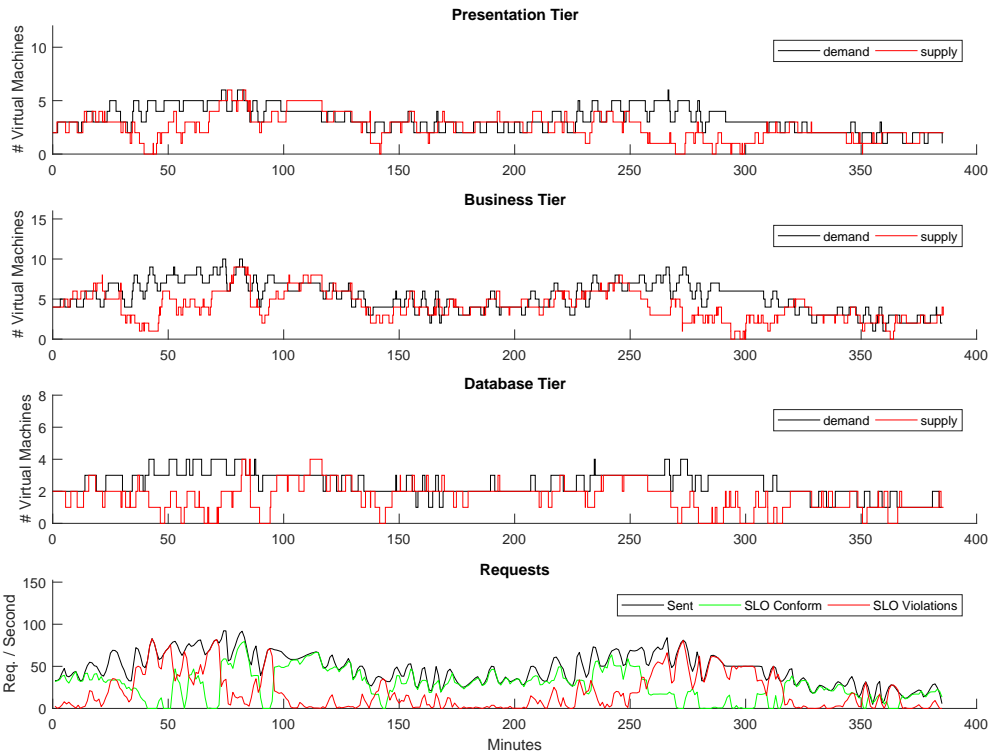 Presentation Tier
# Virtual Machines
10
5
0
demand supply
0 50 100 150 200 250 300 350 400
Business Tier
# Virtual Machines
15
10
5
0
demand supply
0 50 100 150 200 250 300 350 400
Database Tier
# Virtual Machines
8
6
4
2
0
demand supply
0 50 100 150 200 250 300 350 400
Requests
Req. / Second
150
100
50
0
Sent SLO Conform SLO Violations
0 50 100 150 200 250 300 350 400
Minutes